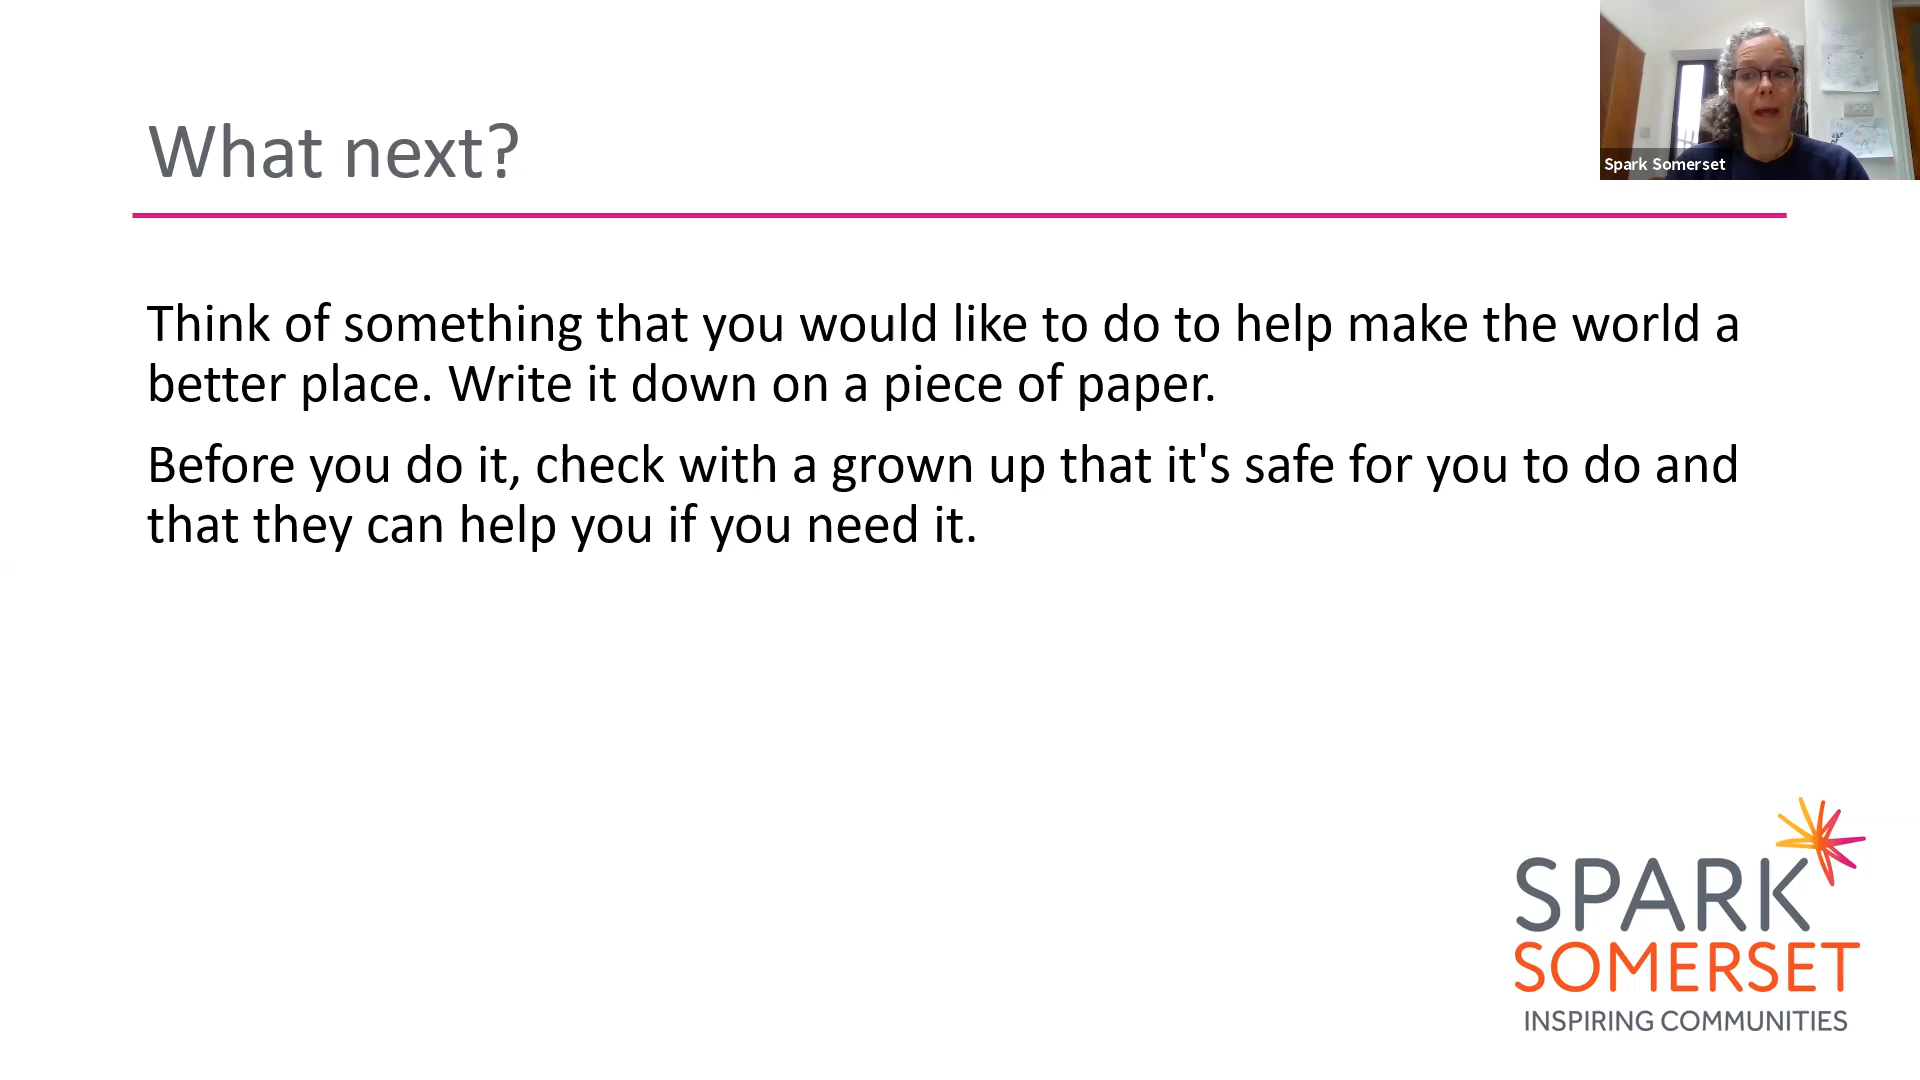 What next?
Spark Somerset
Think of something that you would like to do to help make the world a
better place. Write it down on a piece of paper.
Before you do it, check with a grown up that it's safe for you to do and
that they can help you if you need it.
SPARK
SOMERSET
INSPIRING COMMUNITIES